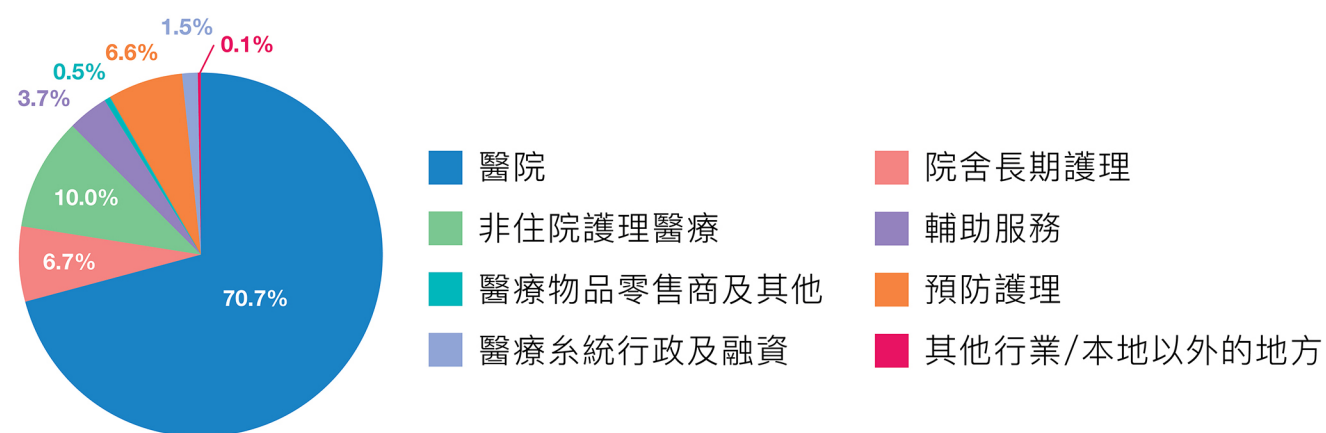 1.5%
0.1%
6.6%
0.5%
3.7%
10.0%
6.7%
70.7%
醫院
院舍長期護理
非住院護理醫療
輔助服務
醫療物品零售商及其他
預防護理
醫療糸統行政及融資
其他行業/本地以外的地方